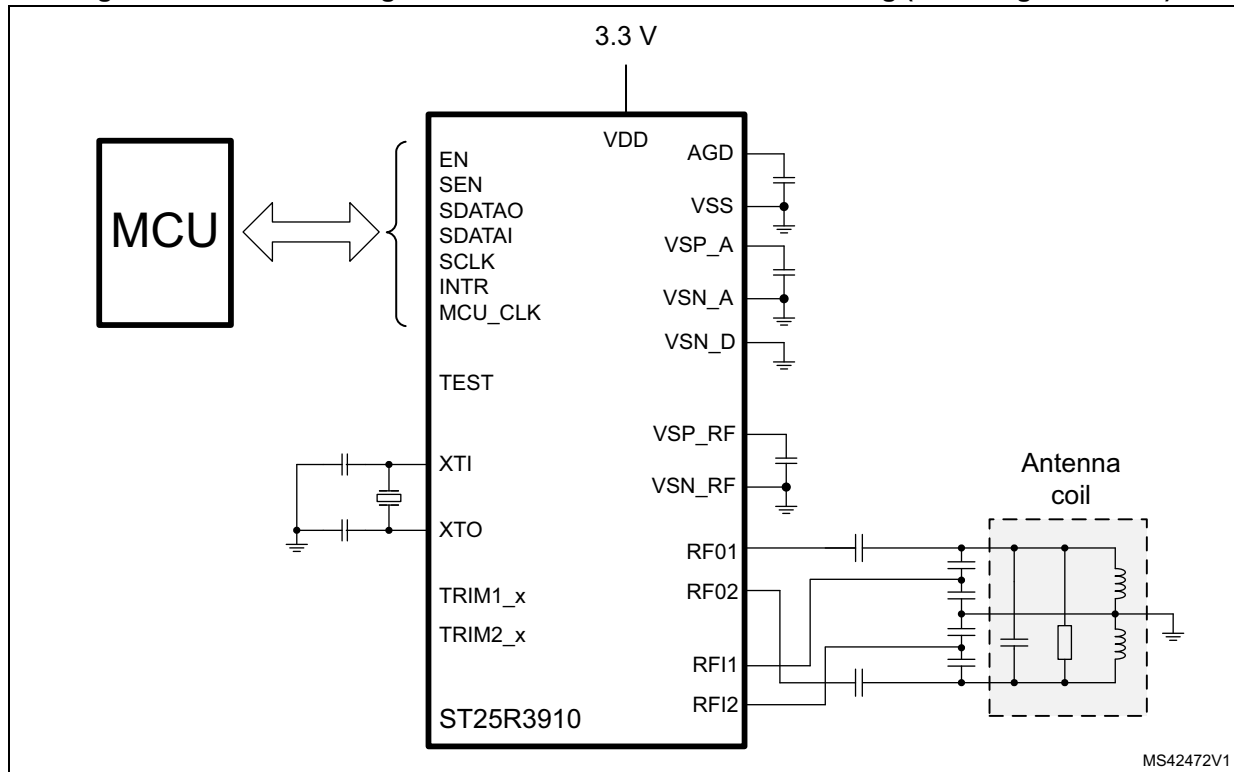 3.3 V
VDD
MCU
EN
SEN
SDATAO
SDATAI
SCLK
INTR
MCU_CLK
TEST
XTI
XTO
TRIM1_x
TRIM2_x
ST25R3910
AGD
VSS
VSP_A
VSN_A
VSN_D
VSP_RF
VSN_RF
RF01
RF02
RFI1
RFI2
Antenna
coil
MS42472V1